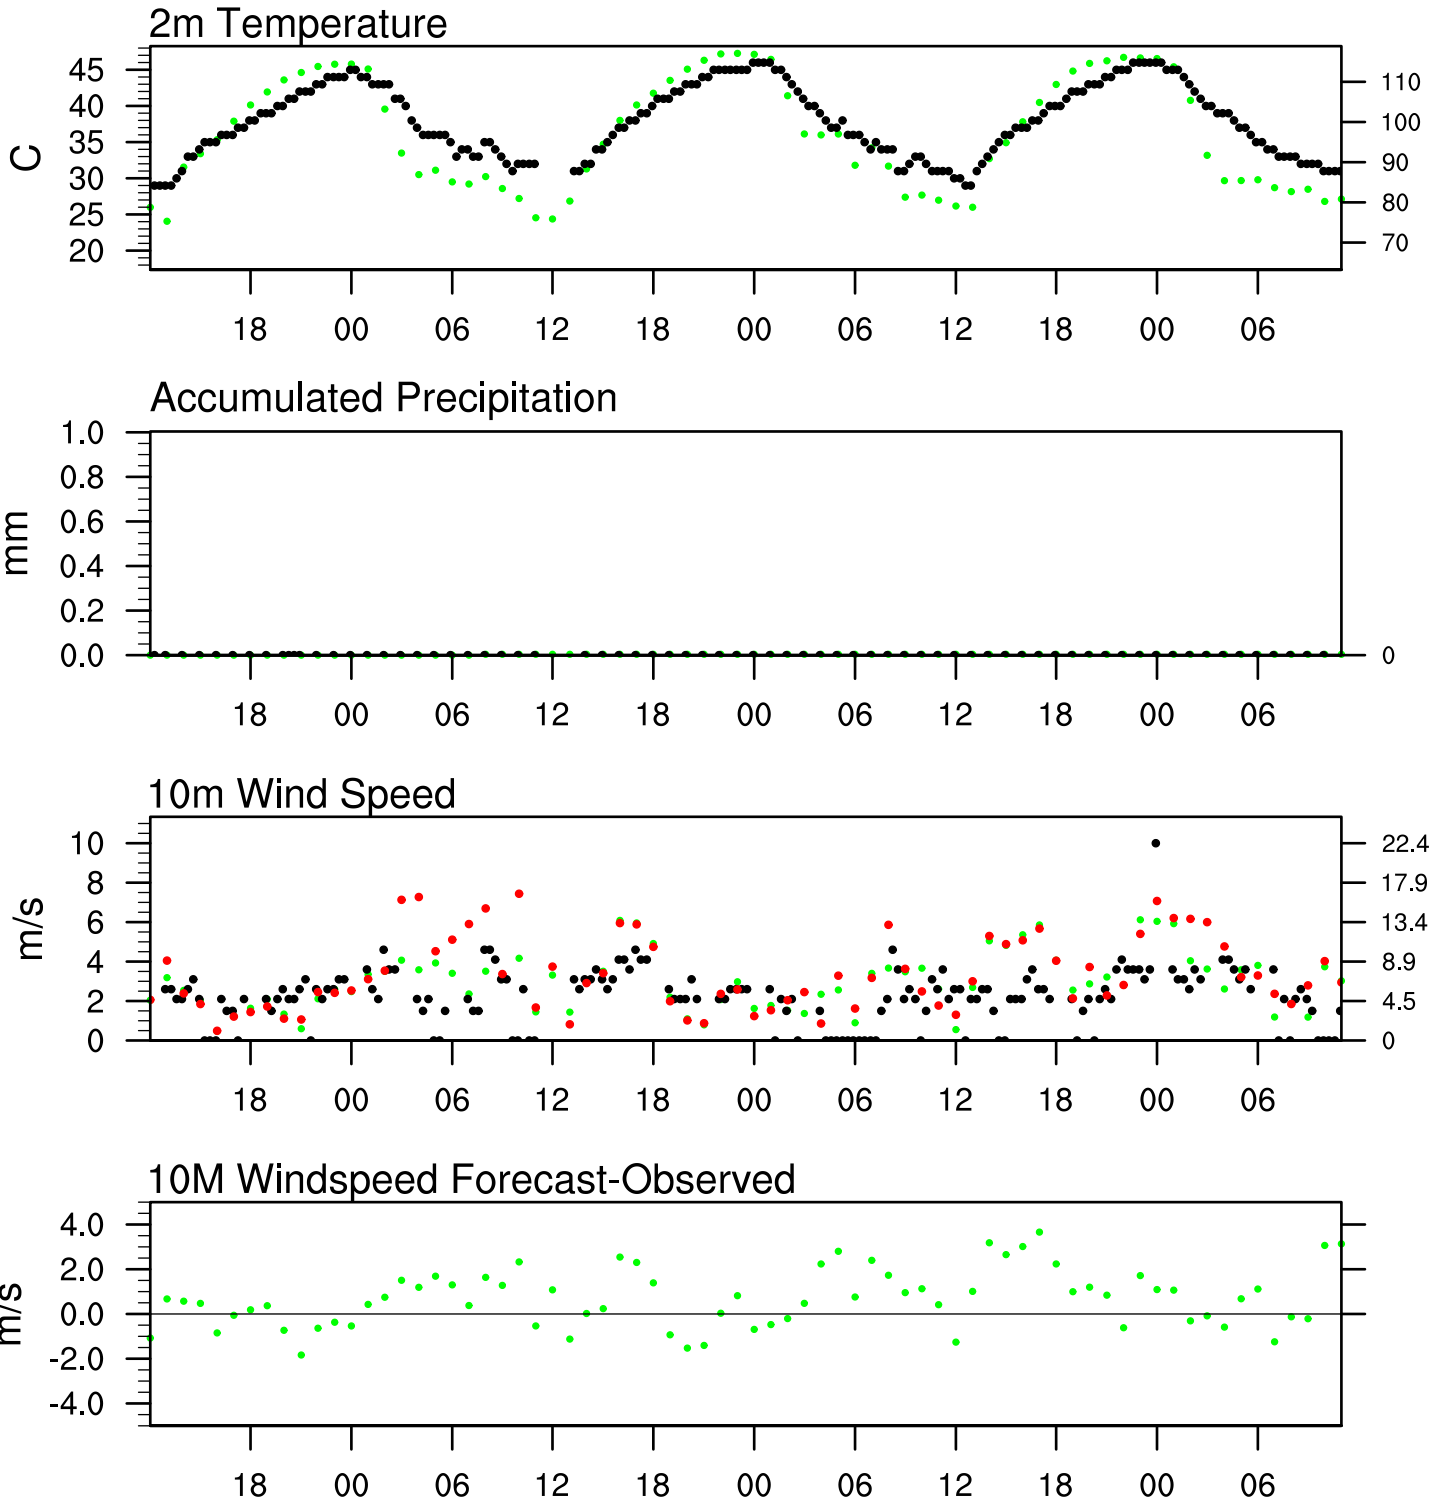 2m Temperature
45
40
35
30
25
20
C
110
100
90
80
70
18 00 06 12 18 00 06 12 18 00 06
Accumulated Precipitation
1.0
0.8
0.6
0.4
0.2
0.0
mm
0
18 00 06 12 18 00 06 12 18 00 06
10m Wind Speed
10
8
6
4
2
0
m/s
22.4
17.9
13.4
8.9
4.5
0
18 00 06 12 18 00 06 12 18 00 06
10M Windspeed Forecast-Observed
4.0
2.0
0.0
-2.0
-4.0
m/s
18 00 06 12 18 00 06 12 18 00 06